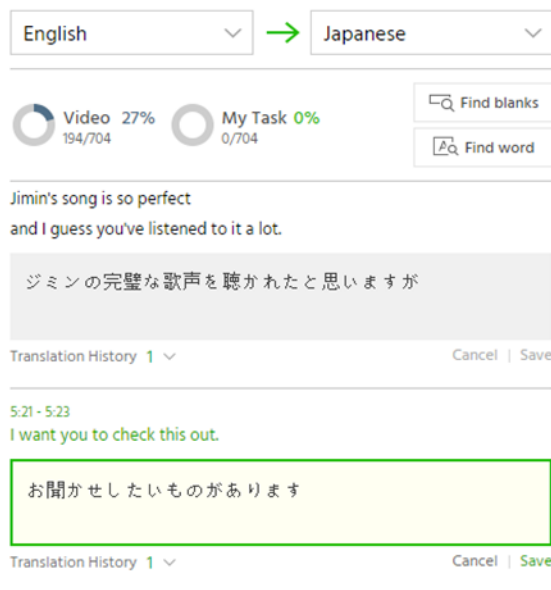 English → Japanese
Video 27% My Task 0% Find blanks
194/704 0/704 Find word
Jimin's song is so perfect
and I guess you've listened to it a lot.
ジミンの完璧な歌声を聴かれたと思いますが
Translation History 1 Cancel | Save
5:21 - 5:23
I want you to check this out.
お聞かせしたいものがあります
Translation History 1 Cancel | Save